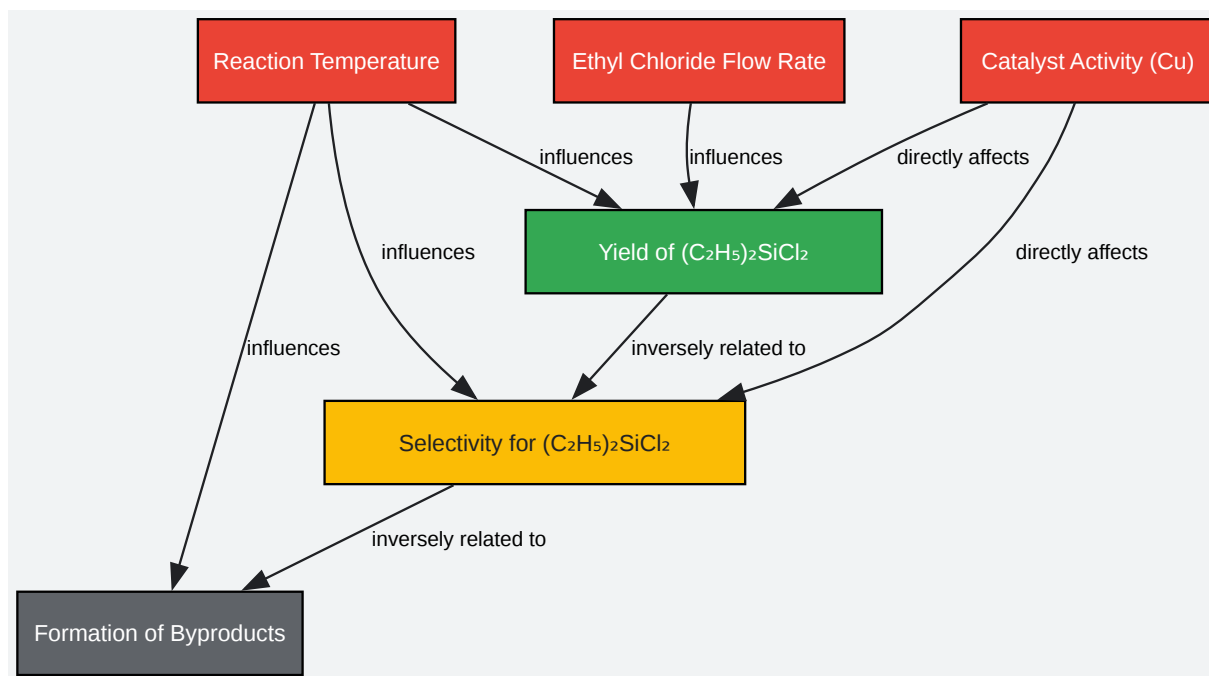 Reaction Temperature
Ethyl Chloride Flow Rate
Catalyst Activity (Cu)
influences
influences
directly affects
Yield of (C₂H₅)₂SiCl₂
influences
directly affects
influences
inversely related to
Selectivity for (C₂H₅)₂SiCl₂
inversely related to
Formation of Byproducts